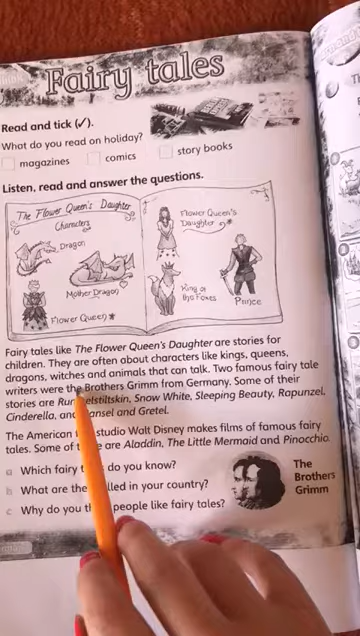 Fairy tales
Read and tick (✓).
What do you read on holiday?
magazines
comics
story books
Listen, read and answer the questions.
The Flower Queen's Daughter
Characters
Dragon
Mother Dragon
Flower Queen
Flower Queen's
Daughter
King of
the Foxes
Prince
Fairy tales like The Flower Queen's Daughter are stories for
children. They are often about characters like kings, queens,
dragons, witches and animals that can talk. Two famous fairy tale
writers were the Brothers Grimm from Germany. Some of their
stories are Snow White, Sleeping Beauty, Rapunzel,
Cinderella, and Hansel and Gretel.
The American studio Walt Disney makes films of famous fairy
tales. Some of are Aladdin, The Little Mermaid and Pinocchio.
a Which fairy do you know?
b What are the in your country?
c Why do you people like fairy tales?
The
Brothers
Grimm